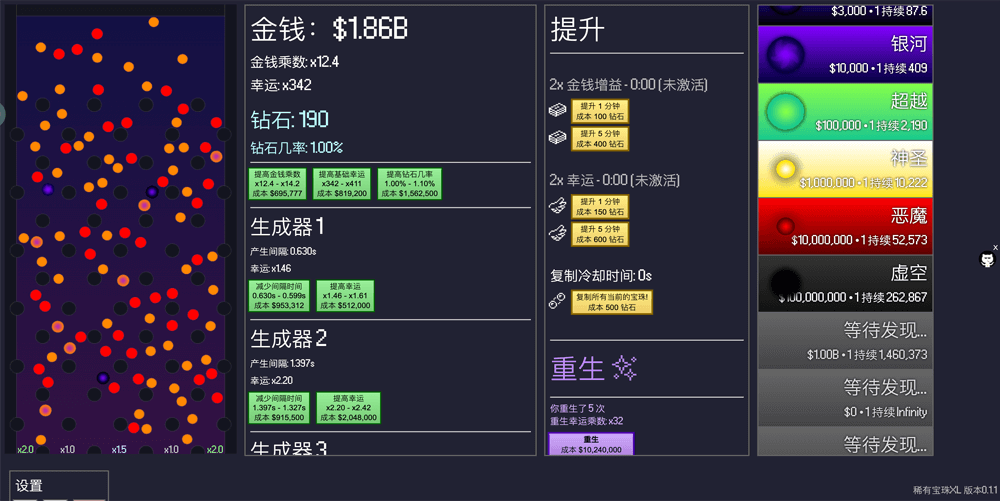 金钱： $1.86B
金钱乘数: x12.4
幸运: x342
钻石: 190
钻石几率: 1.00%
提高金钱乘数
x12.4 - x14.2
成本 $695,777
提高基础幸运
x342 - x411
成本 $819,200
提高钻石几率
1.00% - 1.10%
成本 $1,562,500
生成器 1
产生间隔: 0.630s
幸运: x1.46
减少间隔时间
0.630s - 0.599s
成本 $953,312
提高幸运
x1.46 - x1.61
成本 $512,000
生成器 2
产生间隔: 1.397s
幸运: x2.20
减少间隔时间
1.397s - 1.327s
成本 $915,500
提高幸运
x2.20 - x2.42
成本 $2,048,000
生成器 3
x2.0
x1.0
x1.5
x1.0
x2.0
设置
提升
2x 金钱增益 - 0:00 (未激活)
提升 1 分钟
成本 100 钻石
提升 5 分钟
成本 400 钻石
2x 幸运 - 0:00 (未激活)
提升 1 分钟
成本 150 钻石
提升 5 分钟
成本 600 钻石
复制冷却时间: 0s
复制所有当前的宝珠!
成本 500 钻石
重生
你重生了 5 次
重生幸运乘数: x32
重生
成本 $10,240,000
$3,000 • 1 持续 87.6
银河
$10,000 • 1 持续 409
超越
$100,000 • 1 持续 2,190
神圣
$1,000,000 • 1 持续 10,222
恶魔
$10,000,000 • 1 持续 52,573
虚空
$100,000,000 • 1 持续 262,867
等待发现...
$1.00B • 1 持续 1,460,373
等待发现...
$0 • 1 持续 Infinity
等待发现...
x
稀有宝珠XL 版本0.1.1